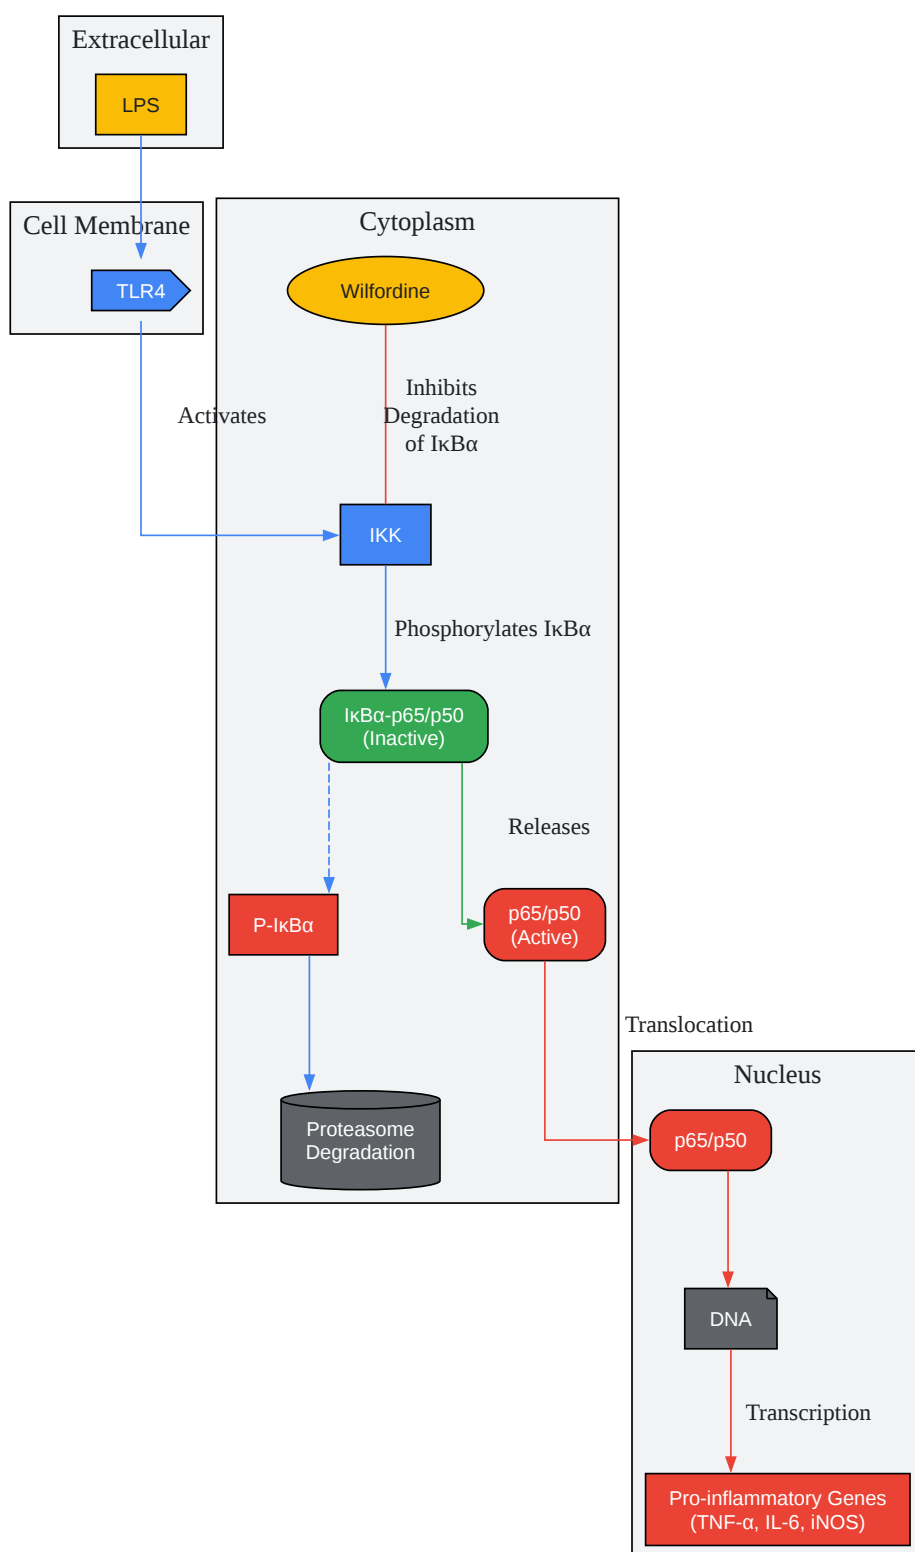 Extracellular
LPS
Cell Membrane
TLR4
Cytoplasm
Wilfordine
Activates
Inhibits
Degradation
of IκBα
IKK
Phosphorylates IκBα
IκBα-p65/p50
(Inactive)
Releases
P-IκBα
p65/p50
(Active)
Translocation
Proteasome
Degradation
Nucleus
p65/p50
DNA
Transcription
Pro-inflammatory Genes
(TNF-α, IL-6, iNOS)